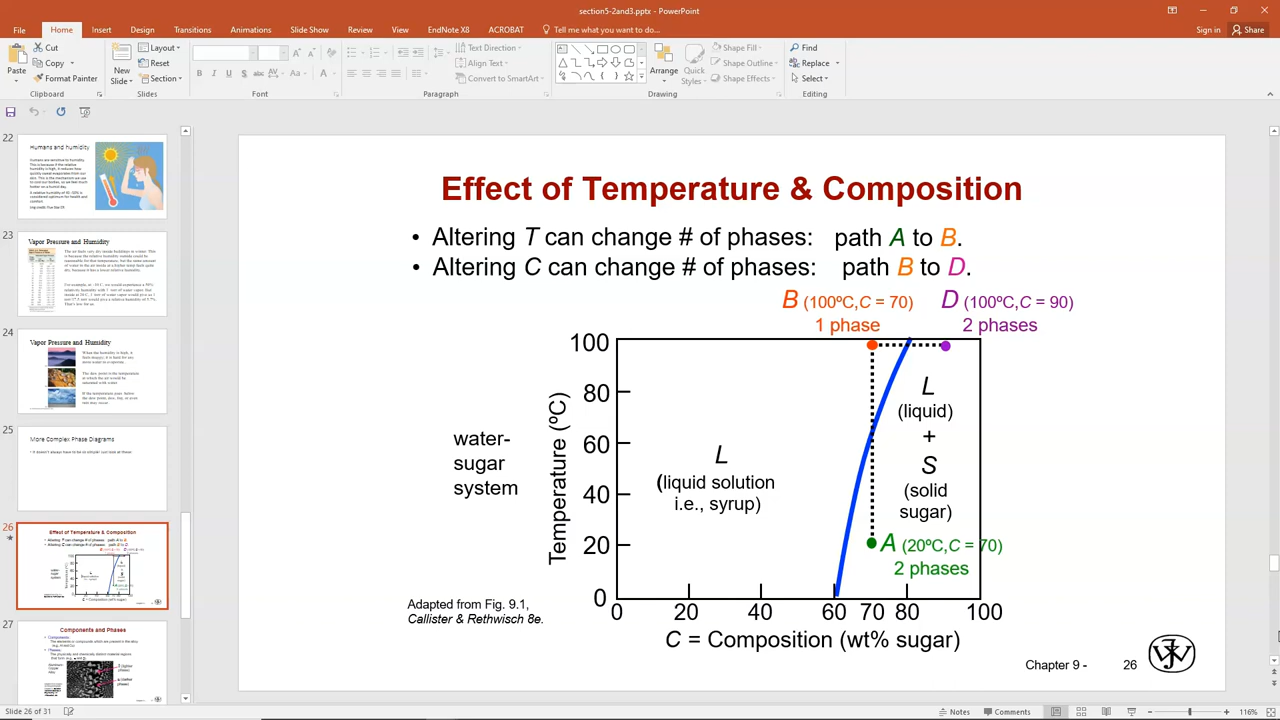 section5-2and3.pptx - PowerPoint
File Home Insert Design Transitions Animations Slide Show Review View EndNote X8 ACROBAT Tell me what you want to do... Sign in Share
Paste Cut Copy Format Painter Clipboard
New Slide Layout Reset Section Slides
Font
Text Direction Align Text Convert to SmartArt Paragraph
Arrange Quick Styles Shape Fill Shape Outline Shape Effects Drawing
Find Replace Select Editing
22
Humans and humidity
23
Vapor Pressure and Humidity
24
Vapor Pressure and Humidity
25
More Complex Phase Diagrams
26
Effect of Temperature & Composition
27
Components and Phases
Effect of Temperature & Composition
• Altering T can change # of phases: path A to B.
• Altering C can change # of phases: path B to D.
B (100ºC,C = 70)
1 phase
D (100ºC,C = 90)
2 phases
water-
sugar
system
Temperature (ºC)
100
80
60
40
20
0
L
(liquid solution
i.e., syrup)
L
(liquid)
+
S
(solid
sugar)
A (20ºC,C = 70)
2 phases
0 20 40 60 70 80 100
C = Composition (wt% sugar)
Adapted from Fig. 9.1,
Callister & Rethwisch 8e.
Chapter 9 - 26
Slide 26 of 31 Notes Comments 116%